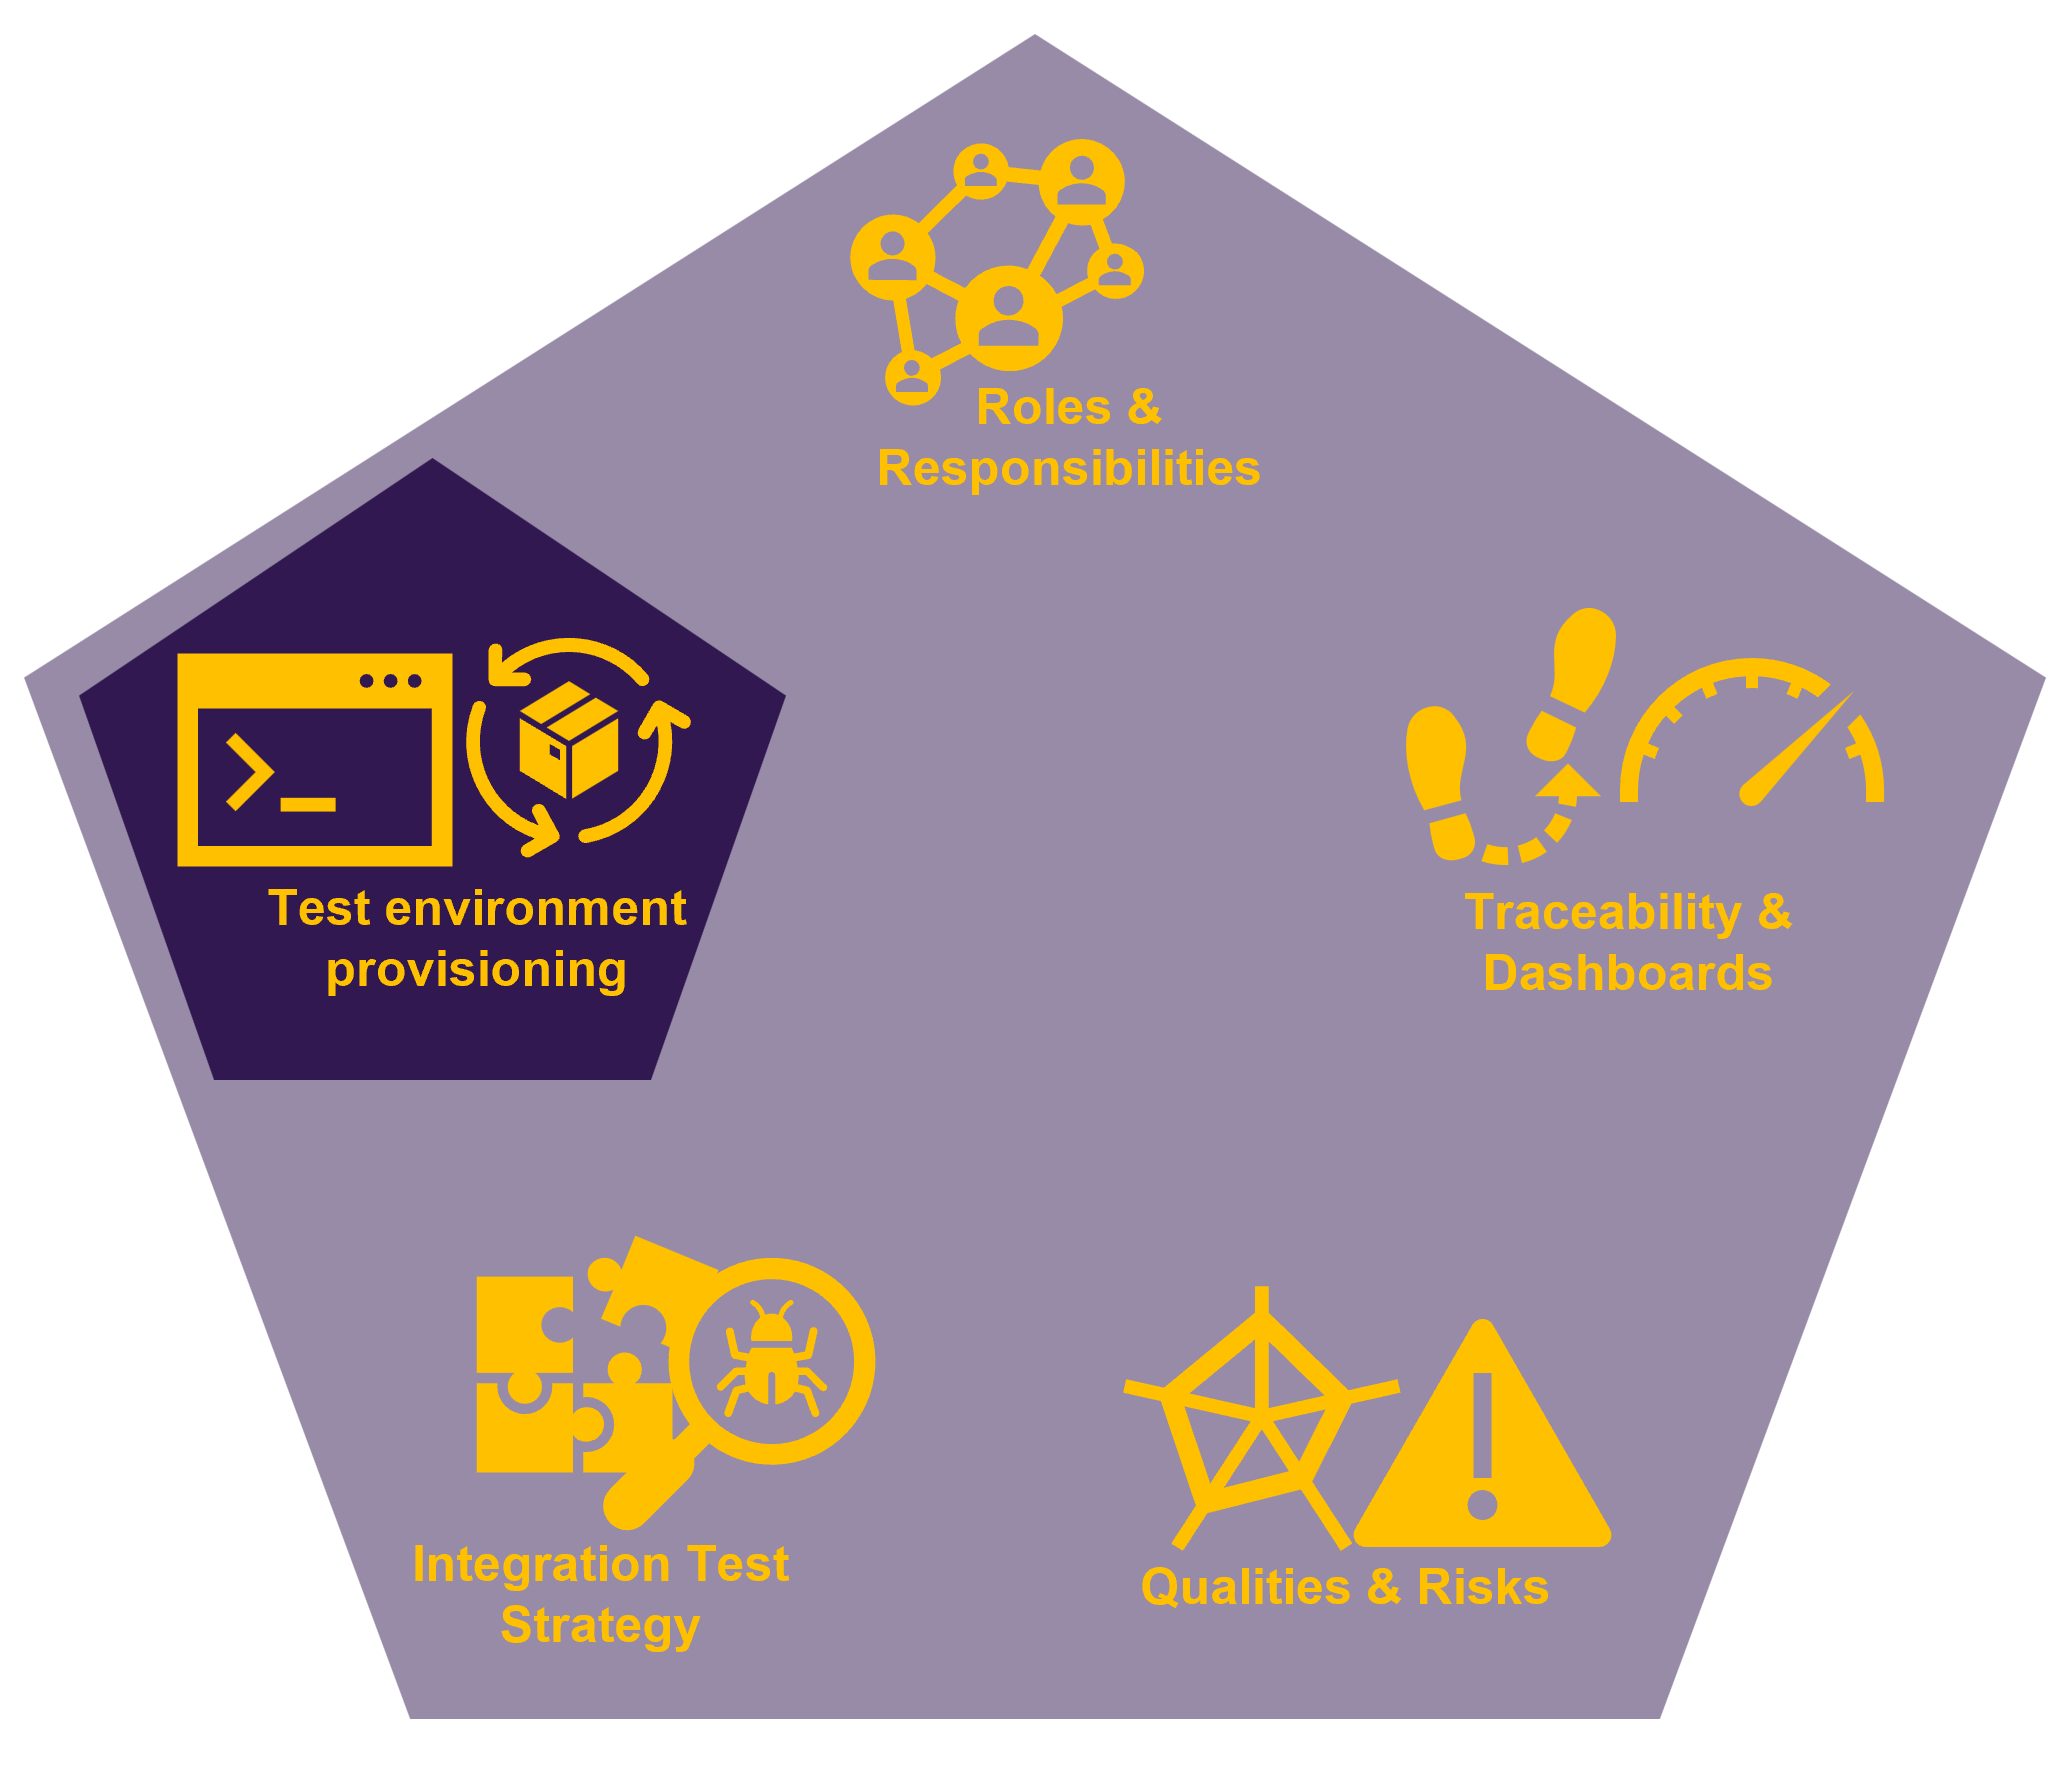 Roles &
Responsibilities
Test environment
provisioning
Traceability &
Dashboards
Integration Test
Strategy
Qualities & Risks